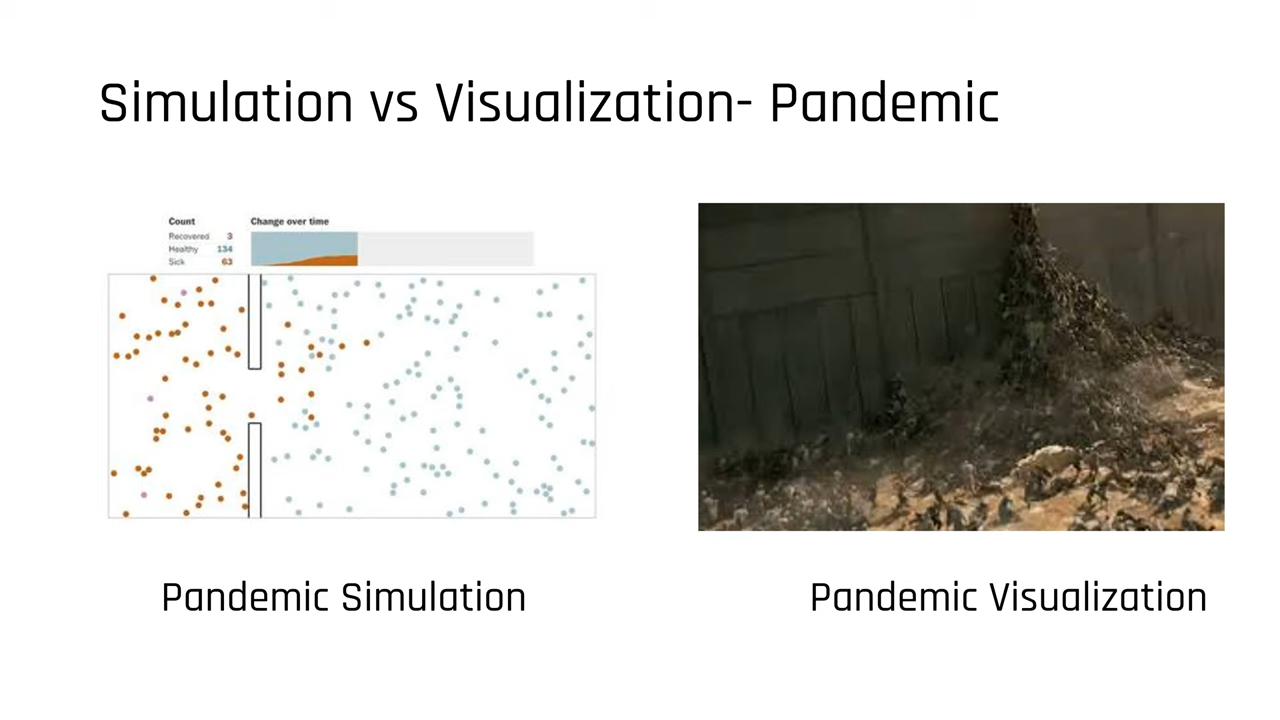 Simulation vs Visualization- Pandemic
Count
Change over time
Recovered 3
Healthy 134
Sick 63
Pandemic Simulation
Pandemic Visualization